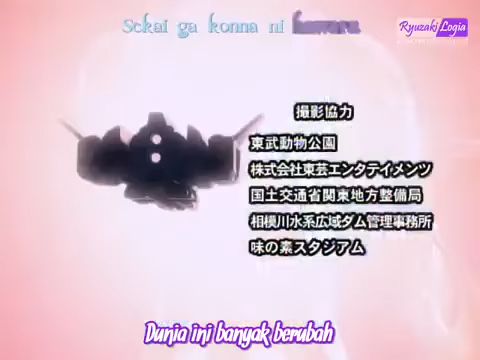 Sekai ga konna ni kawaru
Ryuzaki Logia
撮影協力
東武動物公園
株式会社東芸エンタテイメンツ
国土交通省関東地方整備局
相模川水系広域ダム管理事務所
味の素スタジアム
Dunia ini banyak berubah